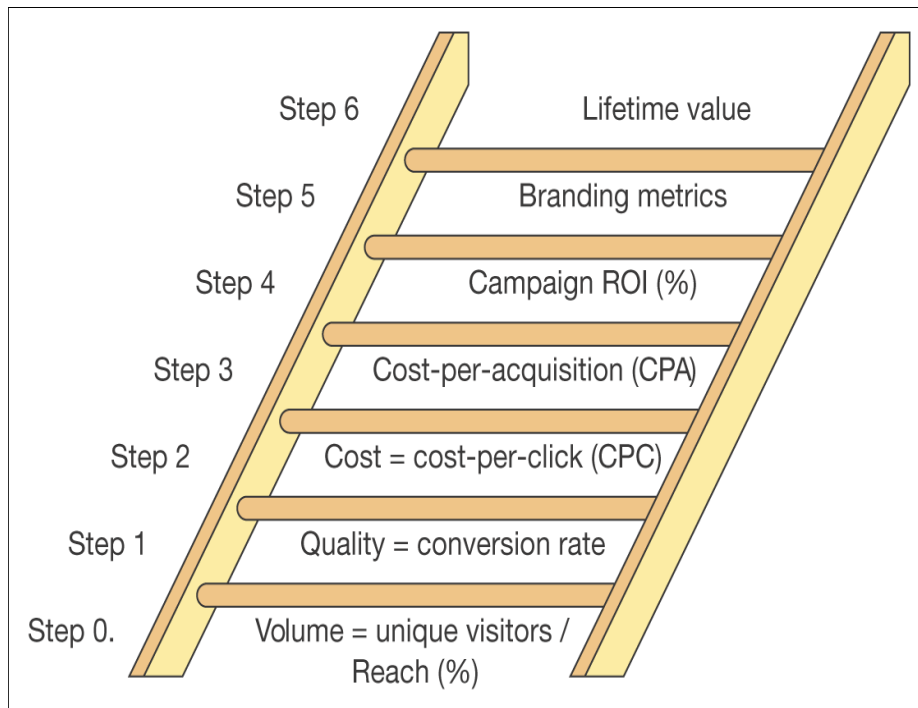 Step 6 Lifetime value
Step 5 Branding metrics
Step 4 Campaign ROI (%)
Step 3 Cost-per-acquisition (CPA)
Step 2 Cost = cost-per-click (CPC)
Step 1 Quality = conversion rate
Step 0. Volume = unique visitors /
Reach (%)